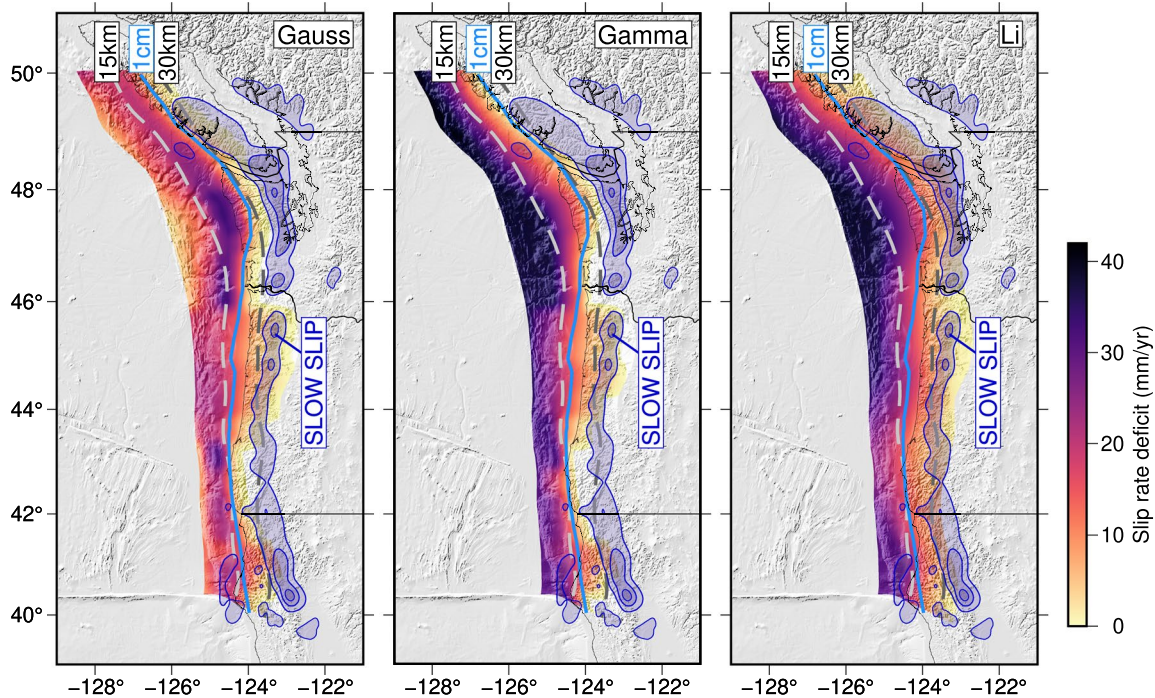 15km
1cm
30km
Gauss
15km
1cm
30km
Gamma
15km
1cm
30km
Li
50°
48°
46°
44°
42°
40°
SLOW SLIP
SLOW SLIP
SLOW SLIP
−128° −126° −124° −122°
−128° −126° −124° −122°
−128° −126° −124° −122°
40
30
20
10
0
Slip rate deficit (mm/yr)